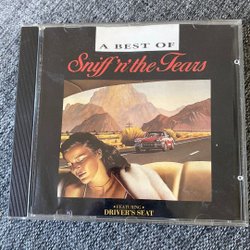 A BEST OF
Sniff 'n' the Tears
• FEATURING •
DRIVER'S SEAT